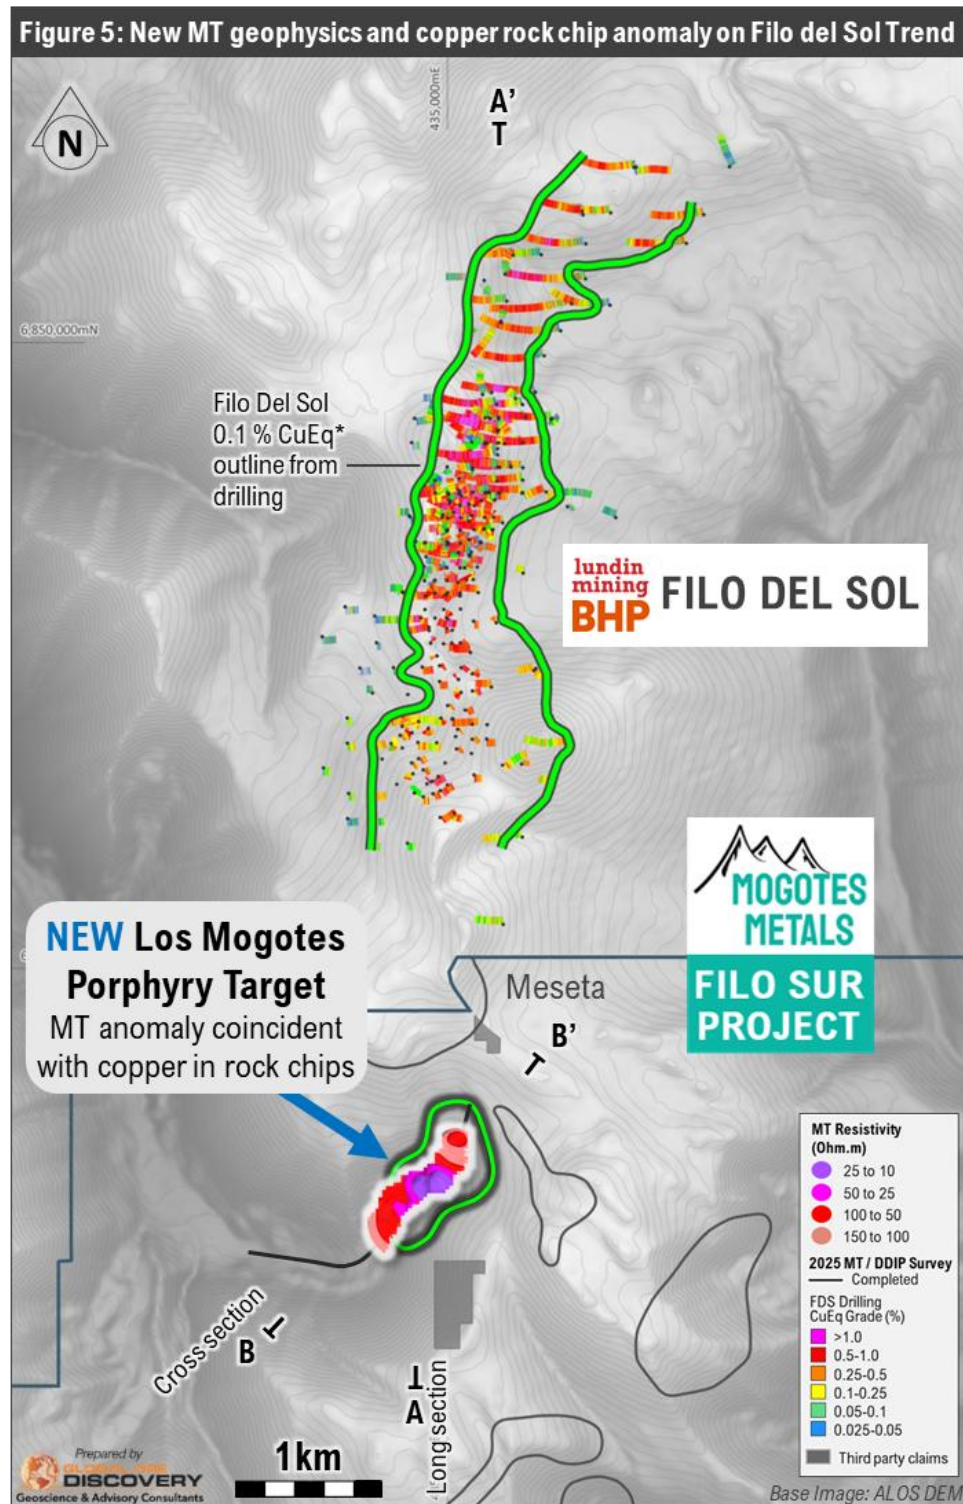 Figure 5: New MT geophysics and copper rock chip anomaly on Filo del Sol Trend
435,000mE
A'
N
6,850,000mN
Filo Del Sol
0.1 % CuEq*
outline from
drilling
lundin
mining
BHP
FILO DEL SOL
MOGOTES
METALS
FILO SUR
PROJECT
NEW Los Mogotes
Porphyry Target
MT anomaly coincident
with copper in rock chips
Meseta
B'
Cross section
B
A
Long section
MT Resistivity
(Ohm.m)
25 to 10
50 to 25
100 to 50
150 to 100
2025 MT / DDIP Survey
Completed
FDS Drilling
CuEq Grade (%)
>1.0
0.5-1.0
0.25-0.5
0.1-0.25
0.05-0.1
0.025-0.05
Third party claims
Prepared by
GLOBAL ORE
DISCOVERY
Geoscience & Advisory Consultants
1km
Base Image: ALOS DEM